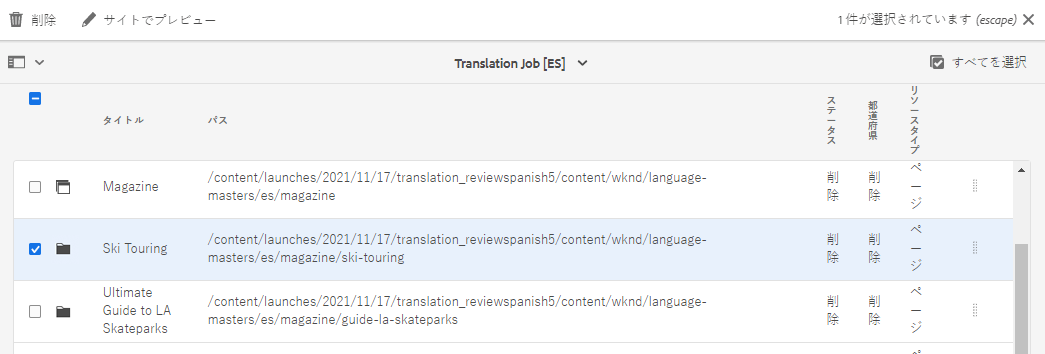 削除 サイトでプレビュー 1 件が選択されています (escape)
Translation Job [ES] すべてを選択
タイトル パス ステータス 都道府県 リソースタイプ
Magazine /content/launches/2021/11/17/translation_reviewspanish5/content/wknd/language-
masters/es/magazine 削除 削除 ページ
Ski Touring /content/launches/2021/11/17/translation_reviewspanish5/content/wknd/language-
masters/es/magazine/ski-touring 削除 削除 ページ
Ultimate
Guide to LA
Skateparks /content/launches/2021/11/17/translation_reviewspanish5/content/wknd/language-
masters/es/magazine/guide-la-skateparks 削除 削除 ページ